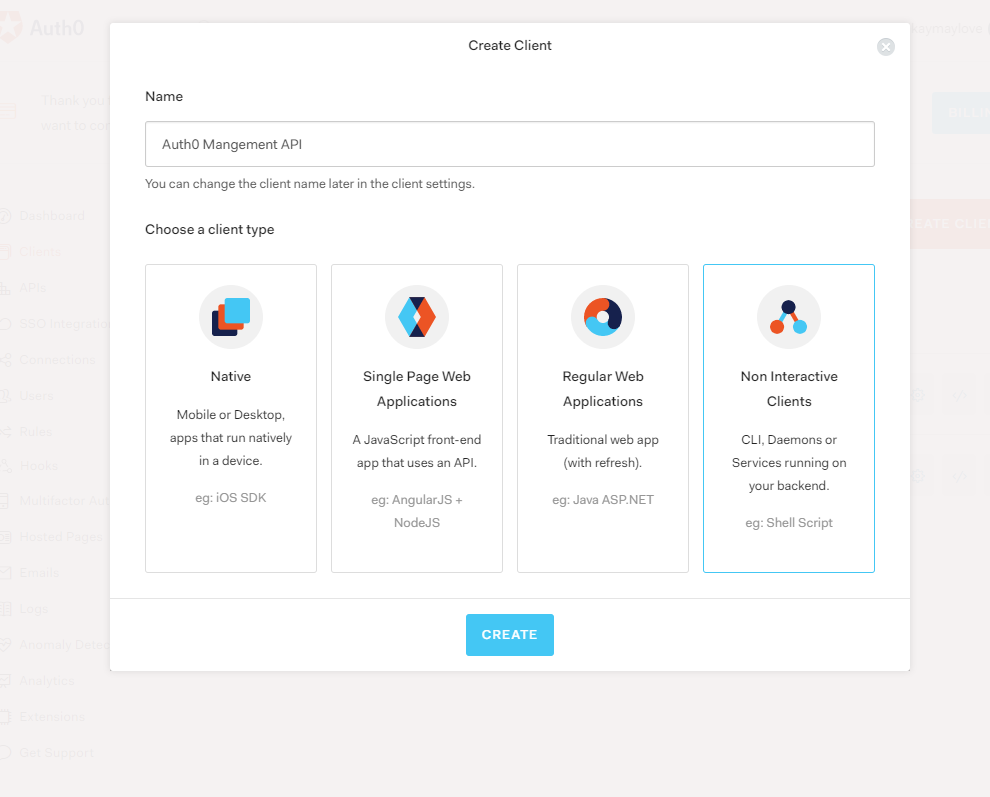 Auth0
Create Client
kaymaylove
Name
Thank you
want to
Auth0 Mangement API
You can change the client name later in the client settings.
Choose a client type
Dashboard
Clients
APIs
SSO Integration
Connections
Users
Rules
Hooks
Multifactor Aut
Hosted Pages
Emails
Logs
Anomaly Detec
Analytics
Extensions
Get Support
Native
Mobile or Desktop,
apps that run natively
in a device.
eg: iOS SDK
Single Page Web
Applications
A JavaScript front-end
app that uses an API.
eg: AngularJS +
NodeJS
Regular Web
Applications
Traditional web app
(with refresh).
eg: Java ASP.NET
Non Interactive
Clients
CLI, Daemons or
Services running on
your backend.
eg: Shell Script
CREATE